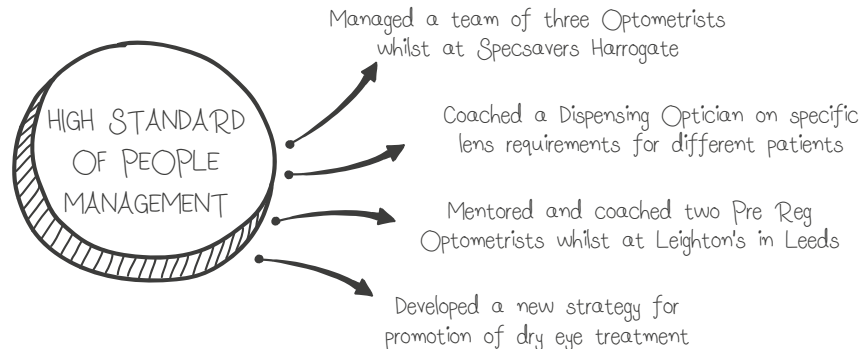 HIGH STANDARD
OF PEOPLE
MANAGEMENT
Managed a team of three Optometrists
whilst at Specsavers Harrogate
Coached a Dispensing Optician on specific
lens requirements for different patients
Mentored and coached two Pre Reg
Optometrists whilst at Leighton's in Leeds
Developed a new strategy for
promotion of dry eye treatment